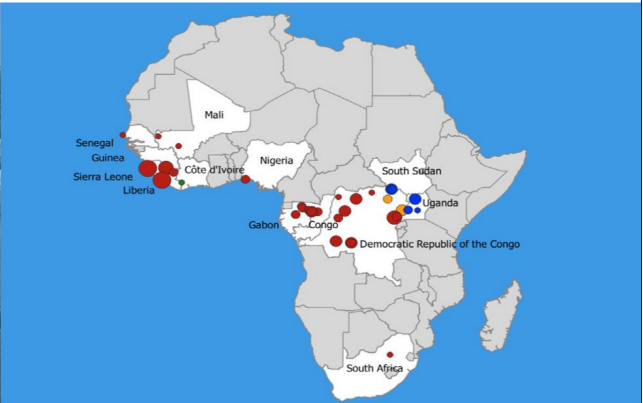 Mali
Senegal
Guinea
Nigeria
Côte d'Ivoire
South Sudan
Sierra Leone
Liberia
Uganda
Gabon
Congo
Democratic Republic of the Congo
South Africa